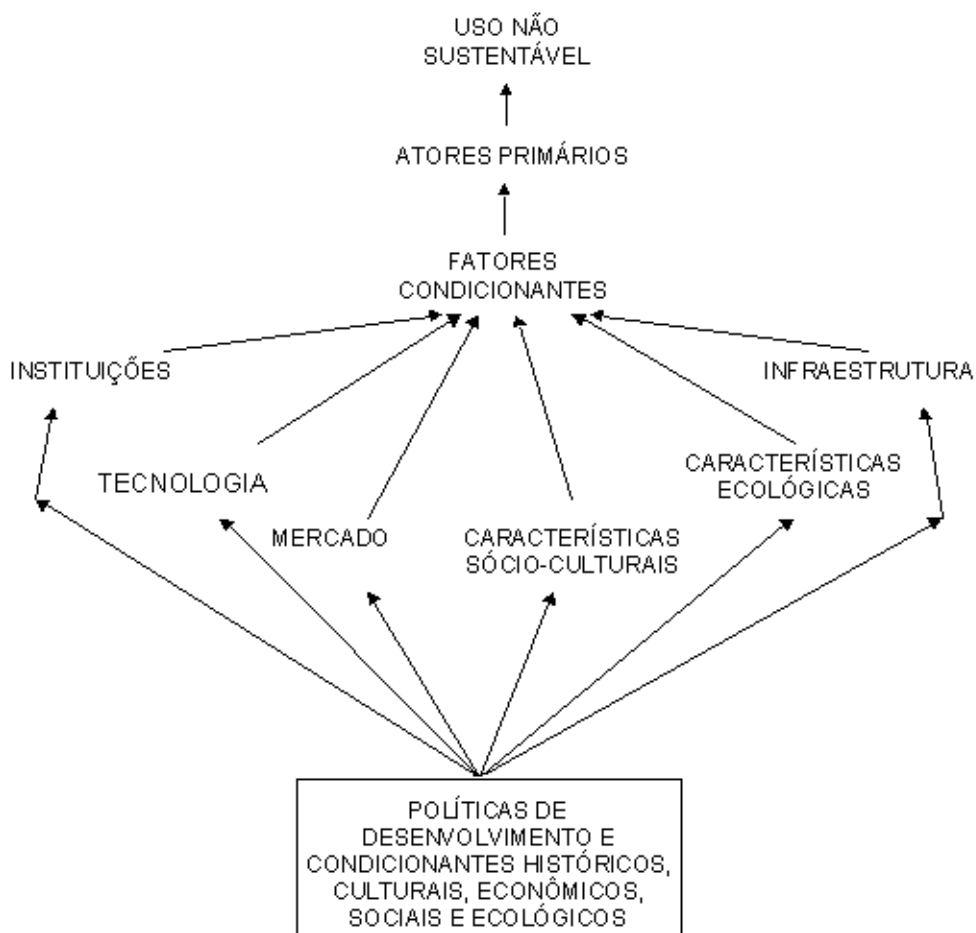 USO NÃO
SUSTENTÁVEL
ATORES PRIMÁRIOS
FATORES
CONDICIONANTES
INSTITUIÇÕES
INFRAESTRUTURA
TECNOLOGIA
CARACTERÍSTICAS
ECOLÓGICAS
MERCADO
CARACTERÍSTICAS
SÓCIO-CULTURAIS
POLÍTICAS DE
DESENVOLVIMENTO E
CONDICIONANTES HISTÓRICOS,
CULTURAIS, ECONÔMICOS,
SOCIAIS E ECOLÓGICOS